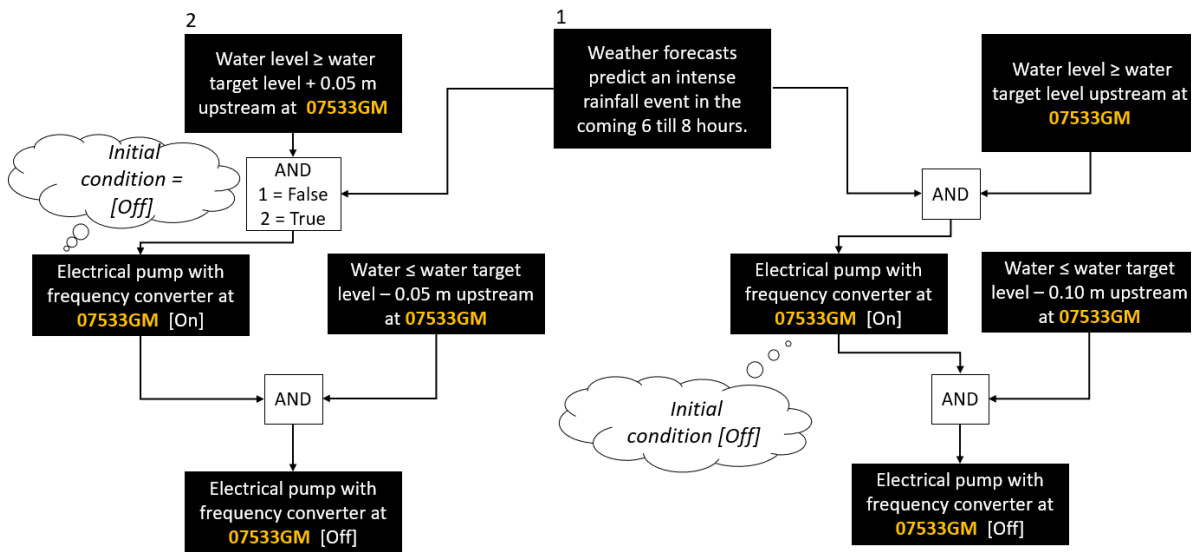 2
Water level ≥ water
target level + 0.05 m
upstream at 07533GM
1
Weather forecasts
predict an intense
rainfall event in the
coming 6 till 8 hours.
Water level ≥ water
target level upstream at
07533GM
Initial
condition =
[Off]
AND
1 = False
2 = True
AND
Electrical pump with
frequency converter at
07533GM [On]
Water ≤ water target
level – 0.05 m upstream
at 07533GM
Electrical pump with
frequency converter at
07533GM [On]
Water ≤ water target
level – 0.10 m upstream
at 07533GM
AND
Initial
condition [Off]
AND
Electrical pump with
frequency converter at
07533GM [Off]
Electrical pump with
frequency converter at
07533GM [Off]